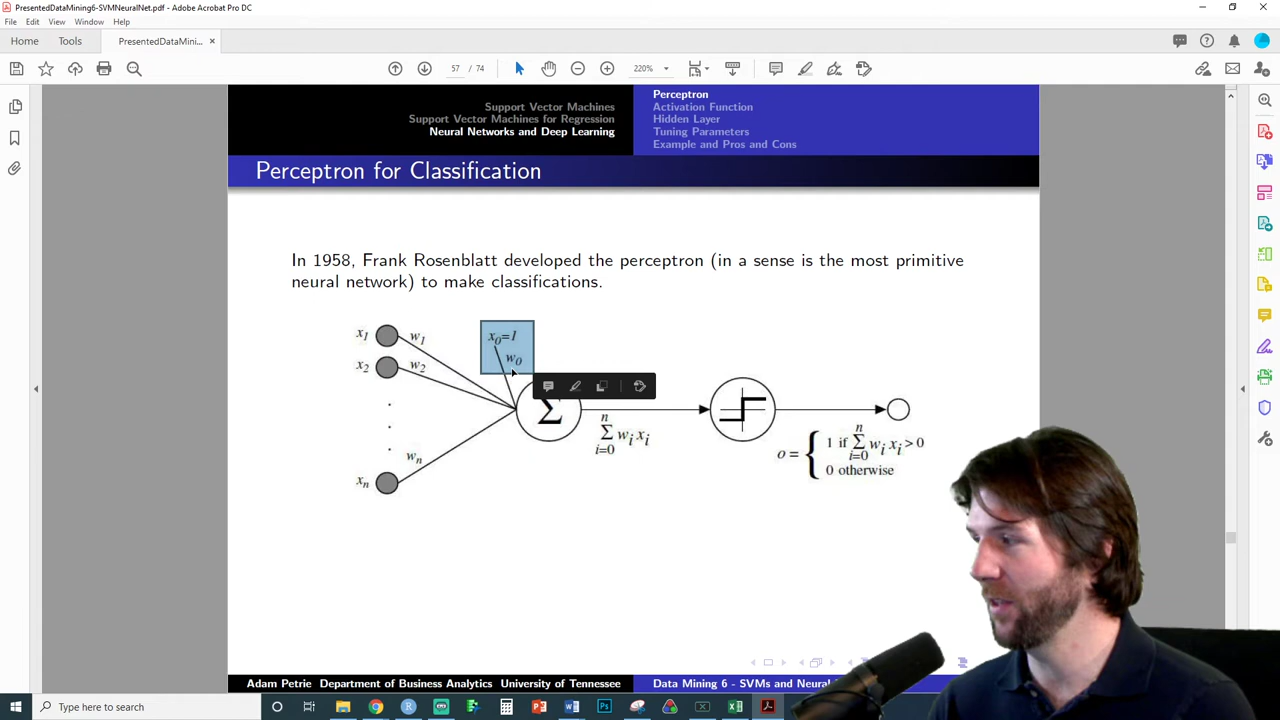 PresentedDataMining6-SVMNeuralNet.pdf - Adobe Acrobat Pro DC
File Edit View Window Help
Home Tools PresentedDataMini... ×
57 / 74 220%
Support Vector Machines
Support Vector Machines for Regression
Neural Networks and Deep Learning
Perceptron
Activation Function
Hidden Layer
Tuning Parameters
Example and Pros and Cons
Perceptron for Classification
In 1958, Frank Rosenblatt developed the perceptron (in a sense is the most primitive
neural network) to make classifications.
x1 w1
x2 w2
xn wn
x0=1
w0
Σ
n
Σ wi xi
i=0
n
o = { 1 if Σ wi xi > 0
i=0
0 otherwise
Adam Petrie Department of Business Analytics University of Tennessee
Data Mining 6 - SVMs and Neural
Type here to search